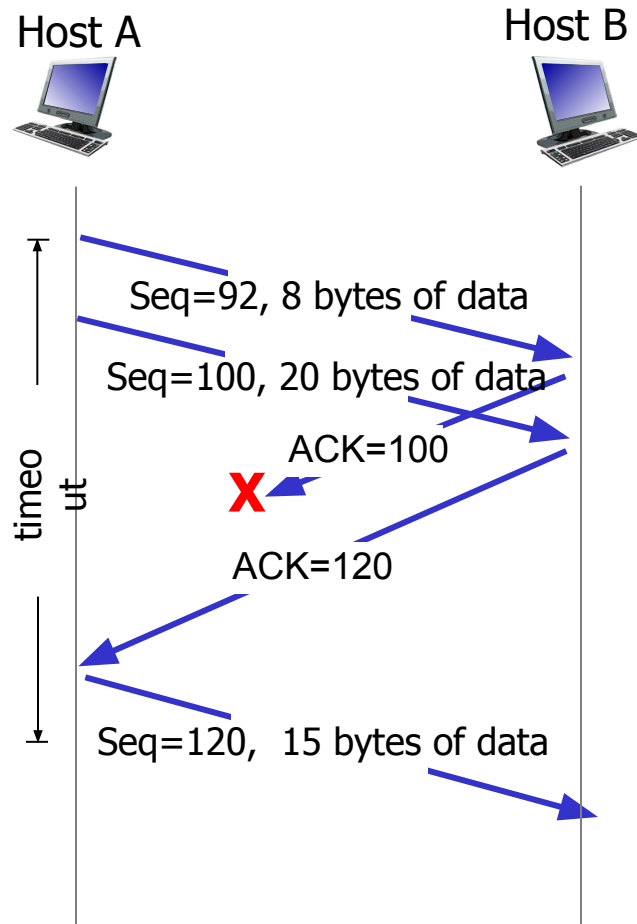 Host A
Host B
Seq=92, 8 bytes of data
Seq=100, 20 bytes of data
ACK=100
X
timeo
ut
ACK=120
Seq=120, 15 bytes of data